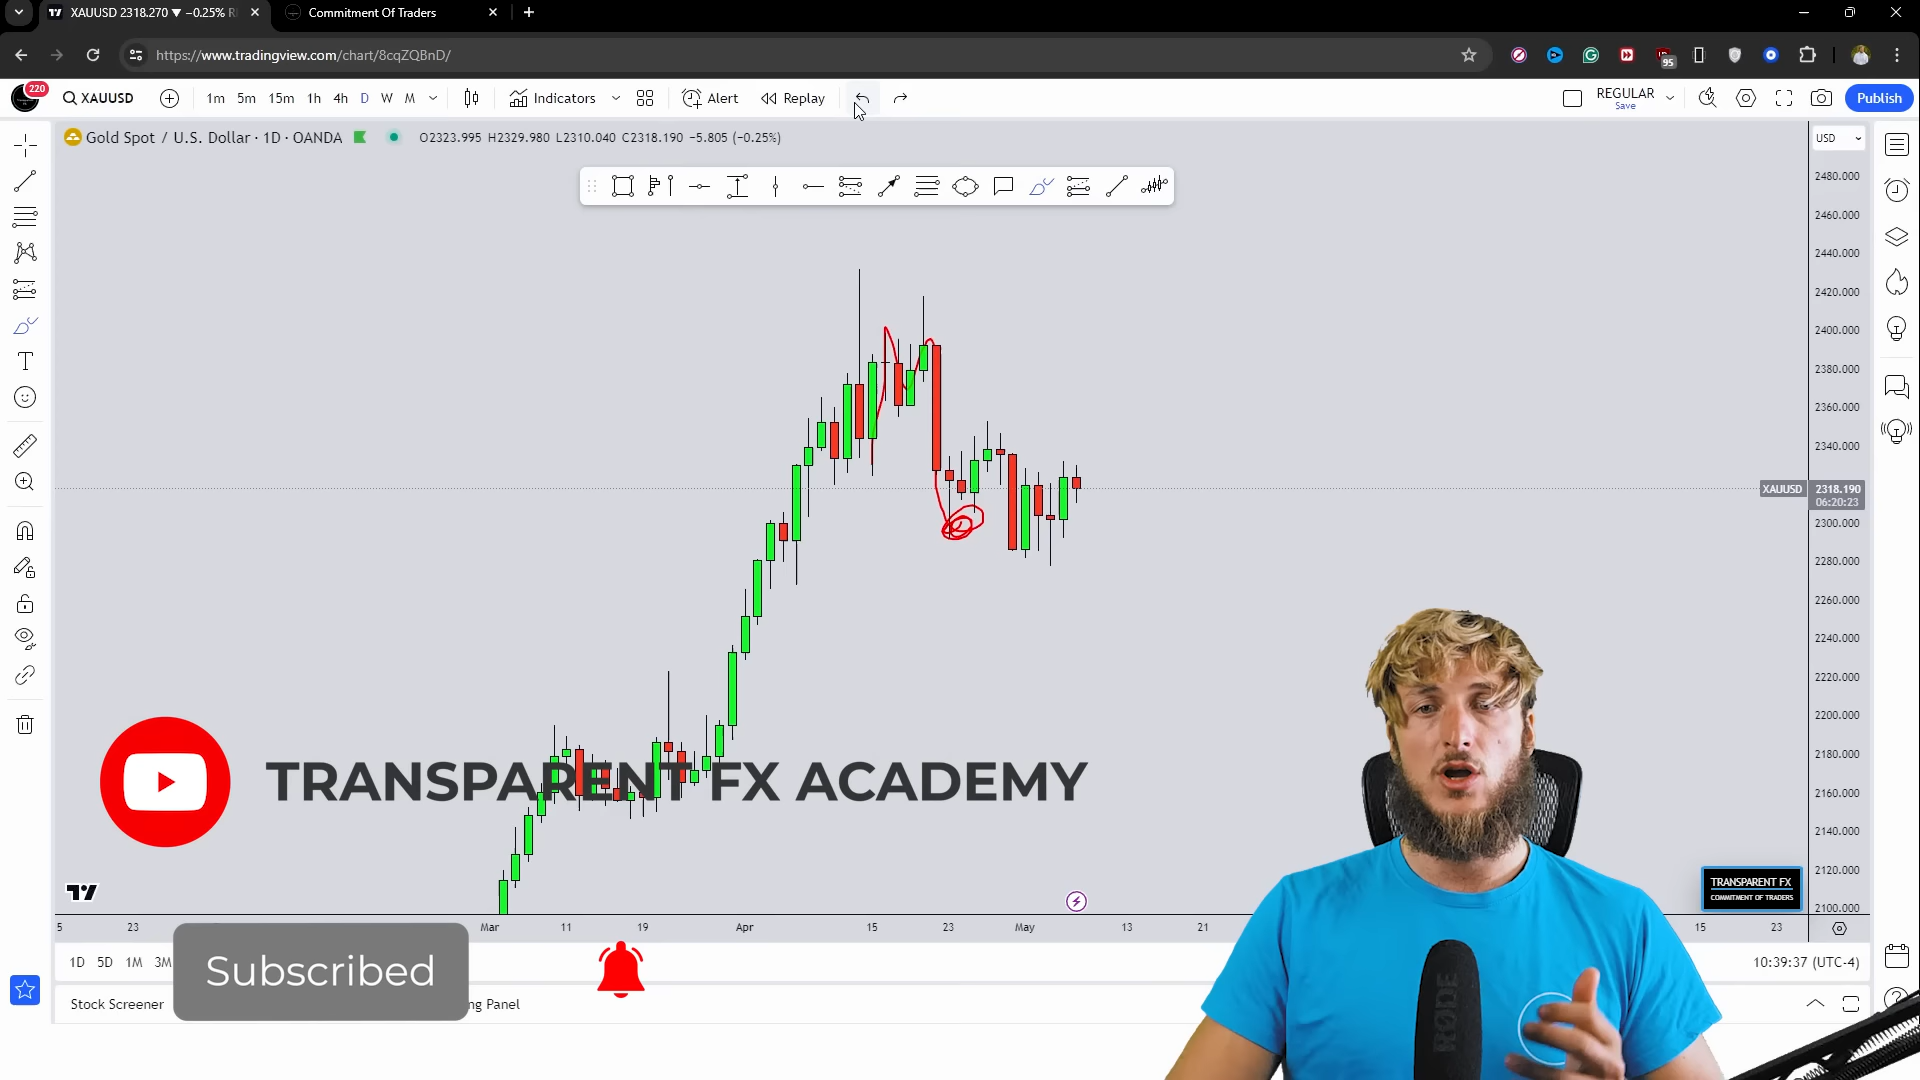 XAUUSD 2318.270 ▼ −0.25% R
Commitment Of Traders
https://www.tradingview.com/chart/8cqZQBnD/
95
220
XAUUSD
1m 5m 15m 1h 4h D W M
Indicators
Alert
Replay
REGULAR
Save
Publish
Gold Spot / U.S. Dollar · 1D · OANDA
O2323.995 H2329.980 L2310.040 C2318.190 −5.805 (−0.25%)
USD
2480.000
2460.000
2440.000
2420.000
2400.000
2380.000
2360.000
2340.000
XAUUSD 2318.190
06:20:23
2300.000
2280.000
2260.000
2240.000
2220.000
2200.000
2180.000
2160.000
2140.000
2120.000
2100.000
TRANSPARENT FX ACADEMY
TRANSPARENT FX
COMMITMENT OF TRADERS
RØDE
5 23 Mar 11 19 Apr 15 23 May 13 21 15 23
1D 5D 1M 3M
10:39:37 (UTC-4)
Subscribed
Stock Screener
ng Panel